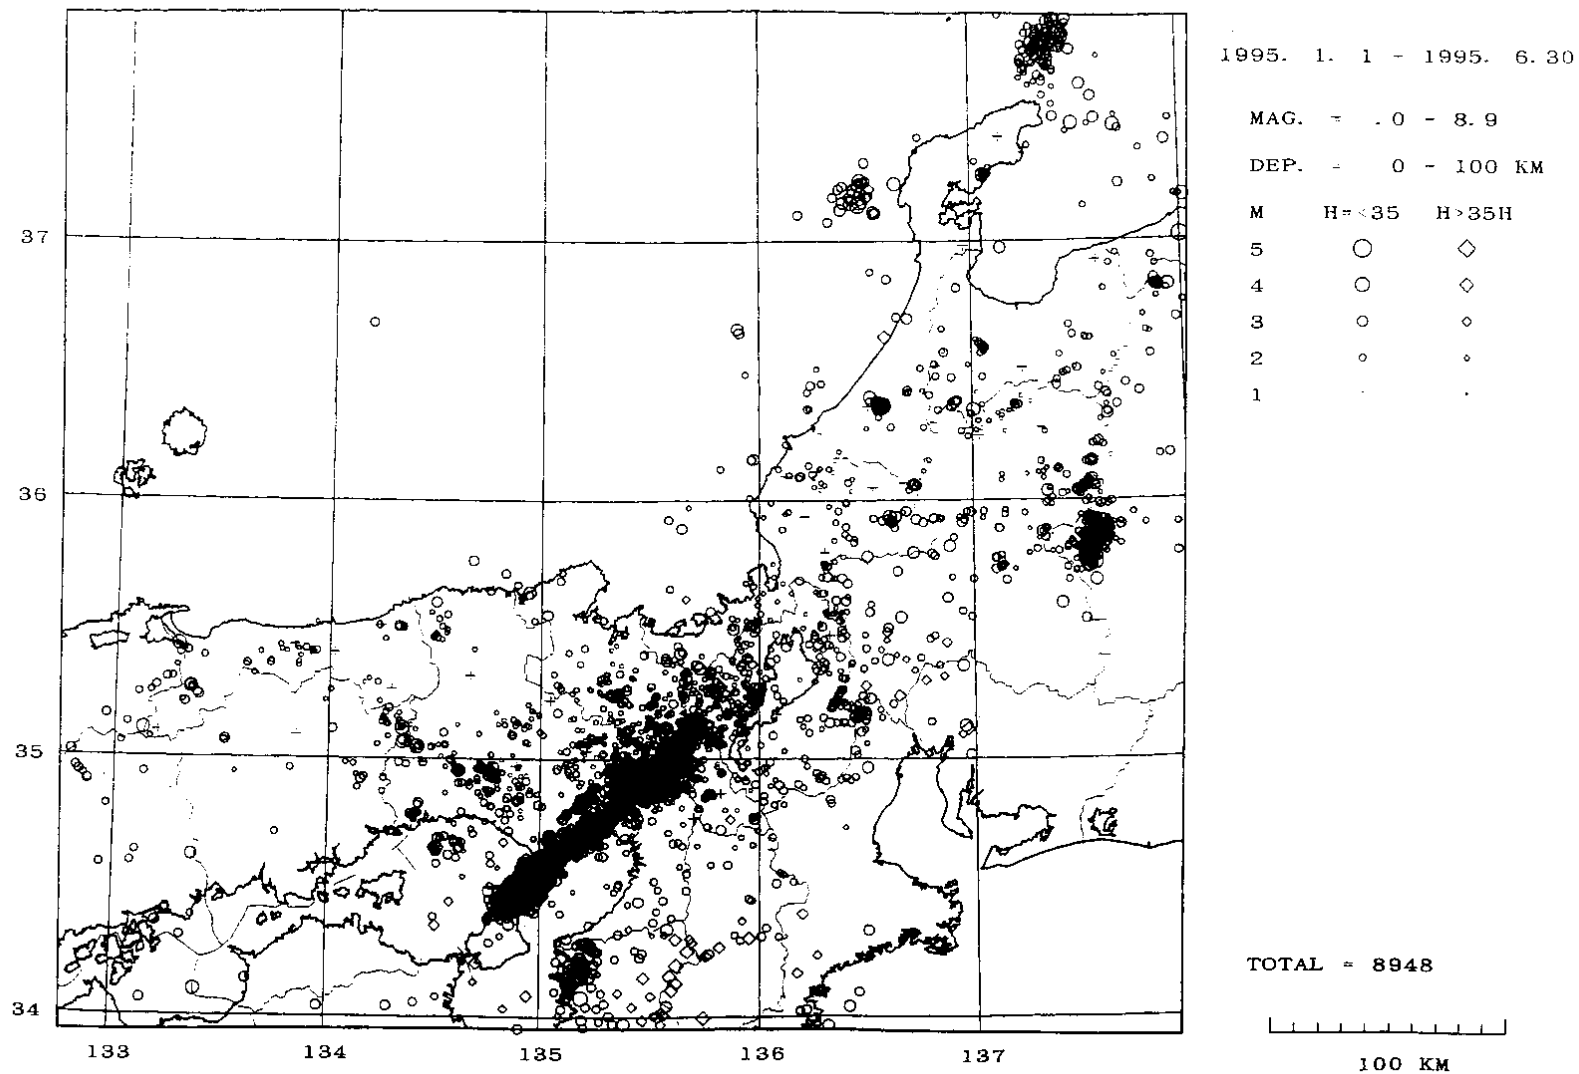 1995. 1. 1 - 1995. 6.30
MAG. = .0 - 8.9
DEP. = 0 - 100 KM
M H=<35 H>35H
5
4
3
2
1
37
36
35
34
133 134 135 136 137
TOTAL = 8948
100 KM